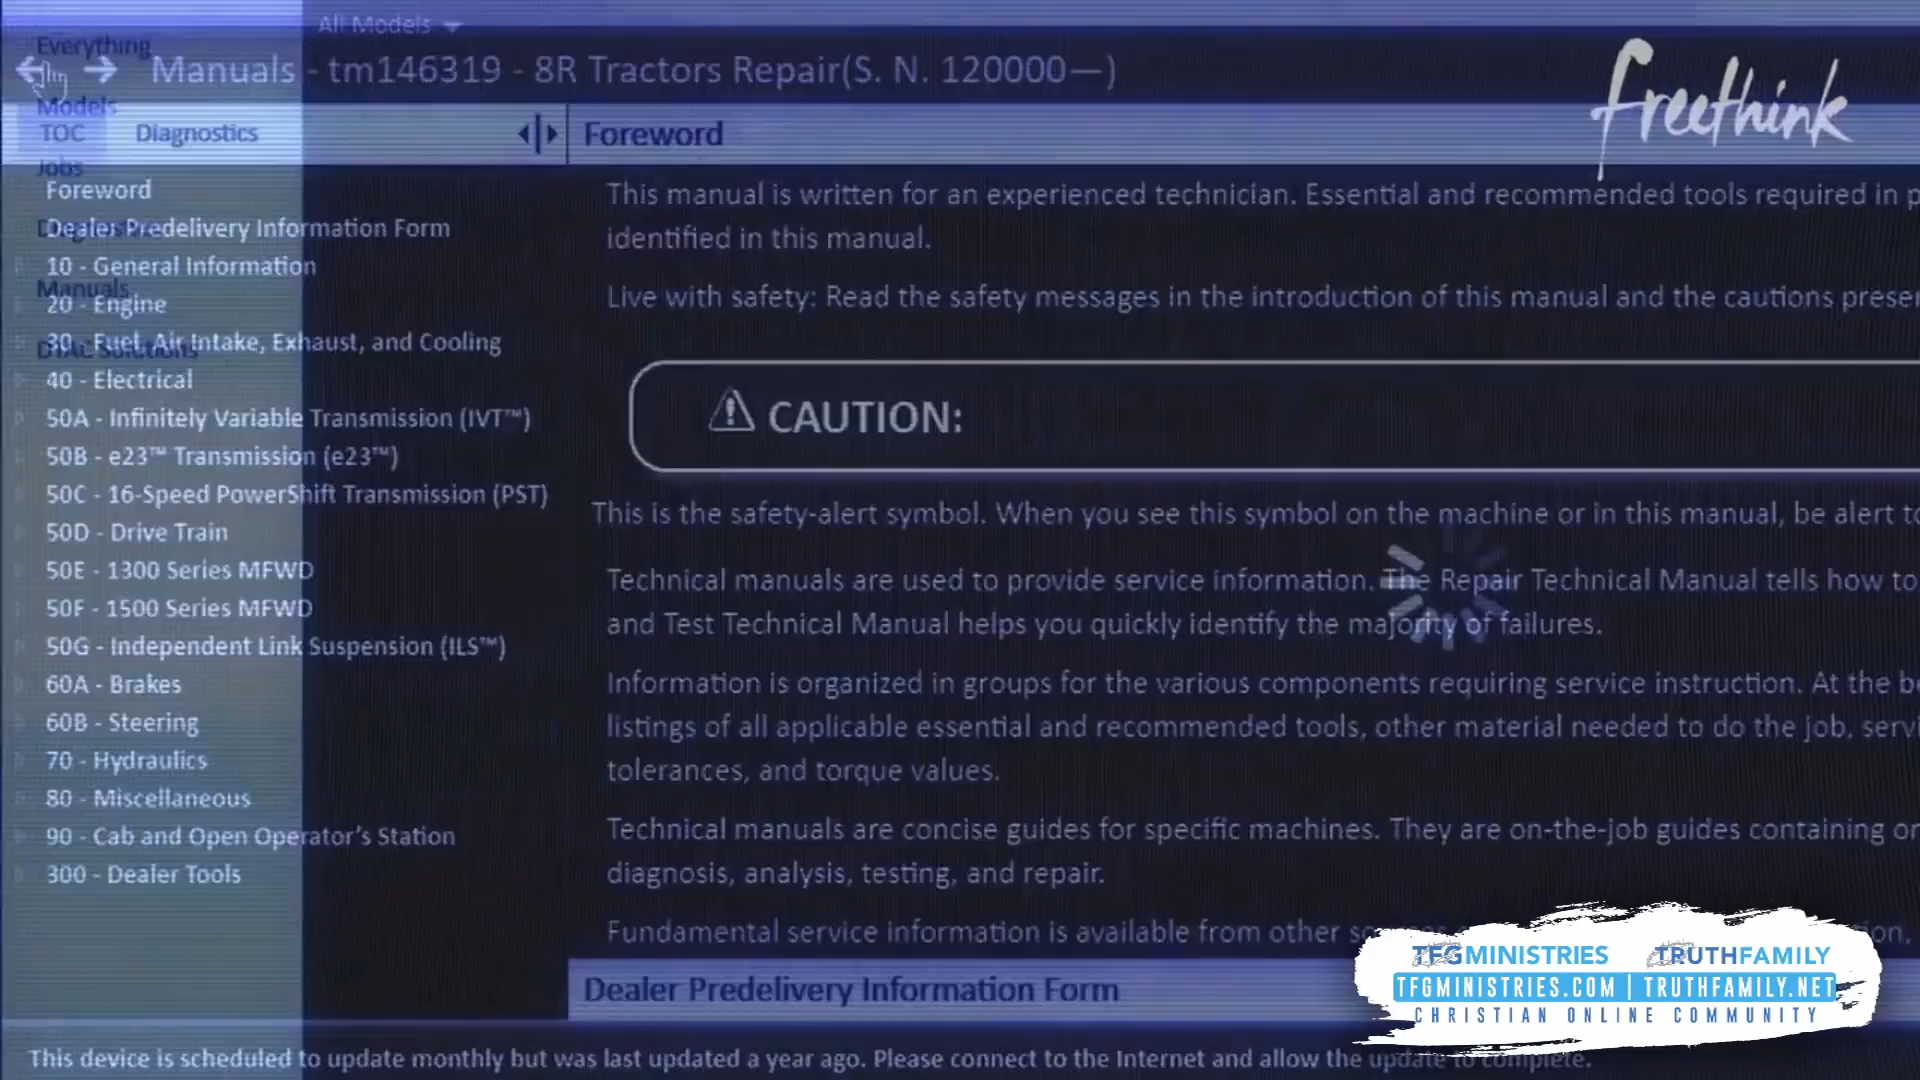 All Models
Everything
Manuals - tm146319 - 8R Tractors Repair(S. N. 120000—)
freethink
Models
TOC
Diagnostics
Foreword
Jobs
Foreword
Dealer Predelivery Information Form
10 - General Information
Manuals
20 - Engine
30 - Fuel, Air Intake, Exhaust, and Cooling
DTAC Solutions
40 - Electrical
50A - Infinitely Variable Transmission (IVT™)
50B - e23™ Transmission (e23™)
50C - 16-Speed PowerShift Transmission (PST)
50D - Drive Train
50E - 1300 Series MFWD
50F - 1500 Series MFWD
50G - Independent Link Suspension (ILS™)
60A - Brakes
60B - Steering
70 - Hydraulics
80 - Miscellaneous
90 - Cab and Open Operator's Station
300 - Dealer Tools
This manual is written for an experienced technician. Essential and recommended tools required in p
identified in this manual.
Live with safety: Read the safety messages in the introduction of this manual and the cautions prese
CAUTION:
This is the safety-alert symbol. When you see this symbol on the machine or in this manual, be alert to
Technical manuals are used to provide service information. The Repair Technical Manual tells how to
and Test Technical Manual helps you quickly identify the majority of failures.
Information is organized in groups for the various components requiring service instruction. At the b
listings of all applicable essential and recommended tools, other material needed to do the job, servi
tolerances, and torque values.
Technical manuals are concise guides for specific machines. They are on-the-job guides containing on
diagnosis, analysis, testing, and repair.
Fundamental service information is available from other
Dealer Predelivery Information Form
This device is scheduled to update monthly but was last updated a year ago. Please connect to the Internet and allow the update to complete.
TFGMINISTRIES TRUTHFAMILY
TFGMINISTRIES.COM | TRUTHFAMILY.NET
CHRISTIAN ONLINE COMMUNITY